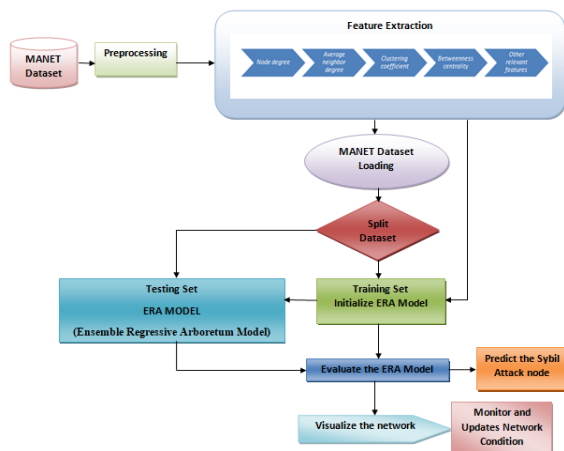 Feature Extraction
MANET
Dataset
Preprocessing
Node degree
Average
neighbor
degree
Clustering
coefficient
Betweenness
centrality
Other
relevant
features
MANET Dataset
Loading
Split
Dataset
Testing Set
ERA MODEL
(Ensemble Regressive Arboretum Model)
Training Set
Initialize ERA Model
Evaluate the ERA Model
Predict the Sybil
Attack node
Visualize the network
Monitor and
Updates Network
Condition